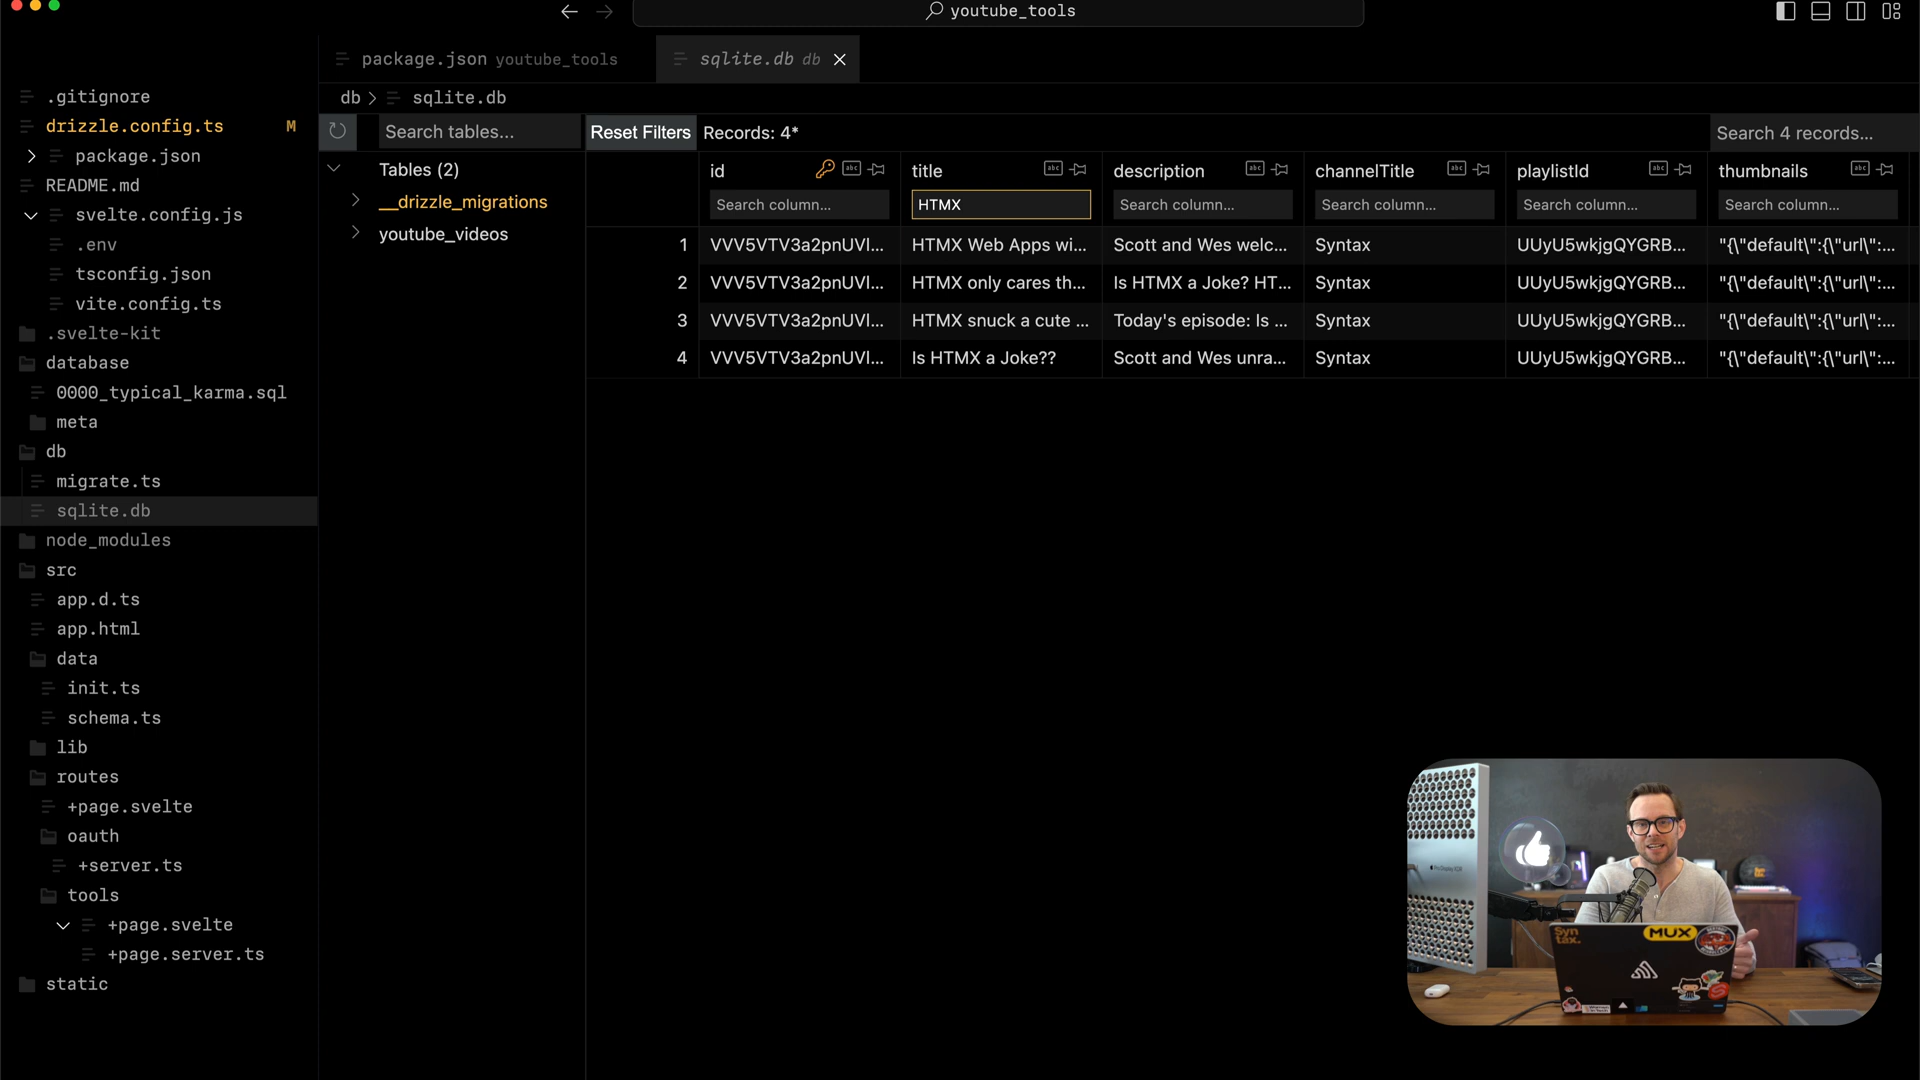 youtube_tools
package.json youtube_tools
sqlite.db db
db > sqlite.db
.gitignore
drizzle.config.ts M
package.json
README.md
svelte.config.js
.env
tsconfig.json
vite.config.ts
.svelte-kit
database
0000_typical_karma.sql
meta
db
migrate.ts
sqlite.db
node_modules
src
app.d.ts
app.html
data
init.ts
schema.ts
lib
routes
+page.svelte
oauth
+server.ts
tools
+page.svelte
+page.server.ts
static
Search tables...
Tables (2)
__drizzle_migrations
youtube_videos
Reset Filters Records: 4* Search 4 records...
id title description channelTitle playlistId thumbnails
Search column... HTMX Search column... Search column... Search column... Search column...
1 VVV5VTV3a2pnUVl... HTMX Web Apps wi... Scott and Wes welc... Syntax UUyU5wkjgQYGRB... "{\"default\":{\"url\":...
2 VVV5VTV3a2pnUVl... HTMX only cares th... Is HTMX a Joke? HT... Syntax UUyU5wkjgQYGRB... "{\"default\":{\"url\":...
3 VVV5VTV3a2pnUVl... HTMX snuck a cute ... Today's episode: Is ... Syntax UUyU5wkjgQYGRB... "{\"default\":{\"url\":...
4 VVV5VTV3a2pnUVl... Is HTMX a Joke?? Scott and Wes unra... Syntax UUyU5wkjgQYGRB... "{\"default\":{\"url\":...
Syn
tax.
MUX